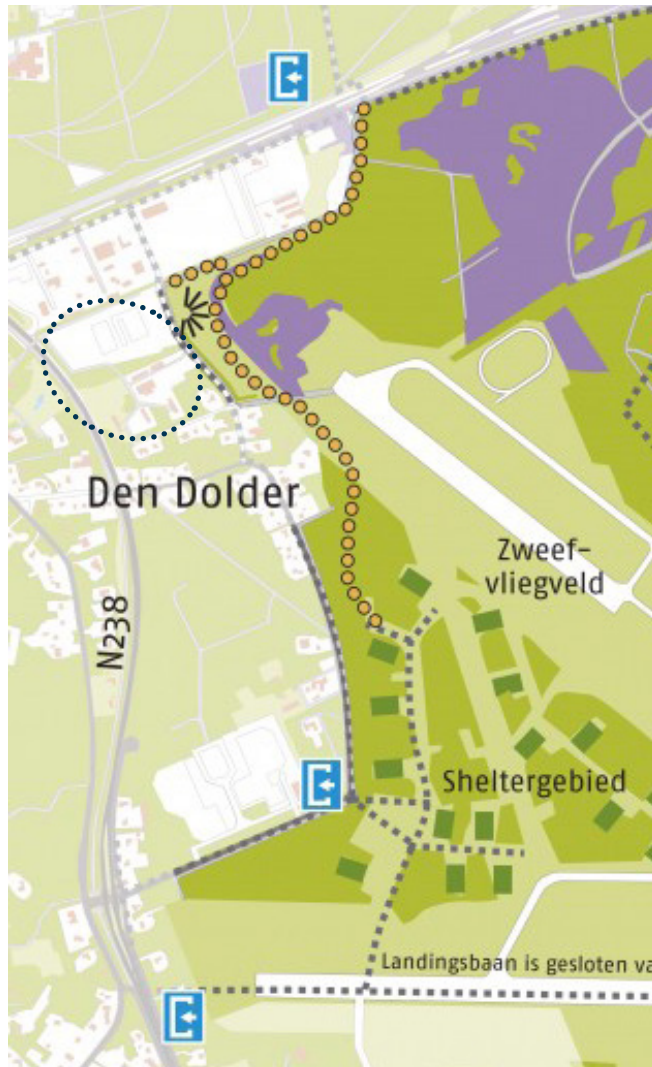 Den Dolder
Zweef-
vliegveld
N238
Sheltergebied
Landingsbaan is gesloten va